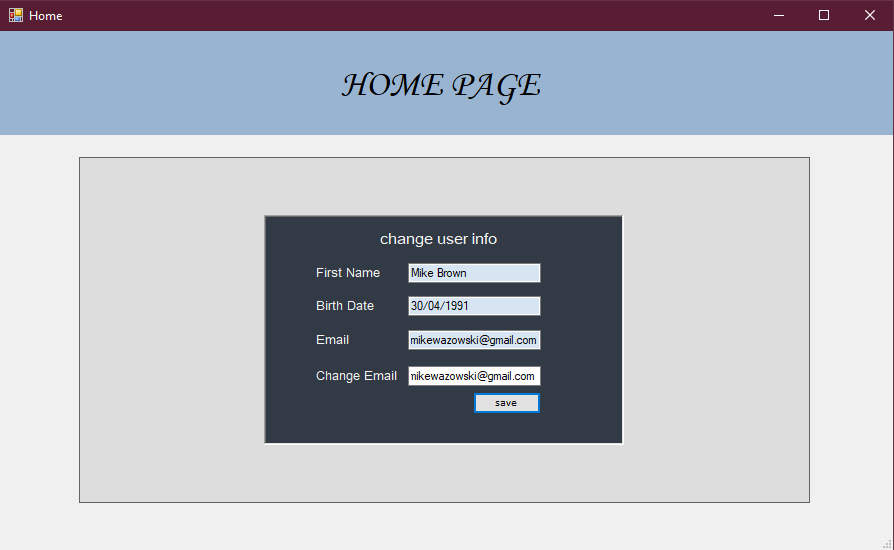 Home
HOME PAGE
change user info
First Name Mike Brown
Birth Date 30/04/1991
Email mikewazowski@gmail.com
Change Email mikewazowski@gmail.com
save